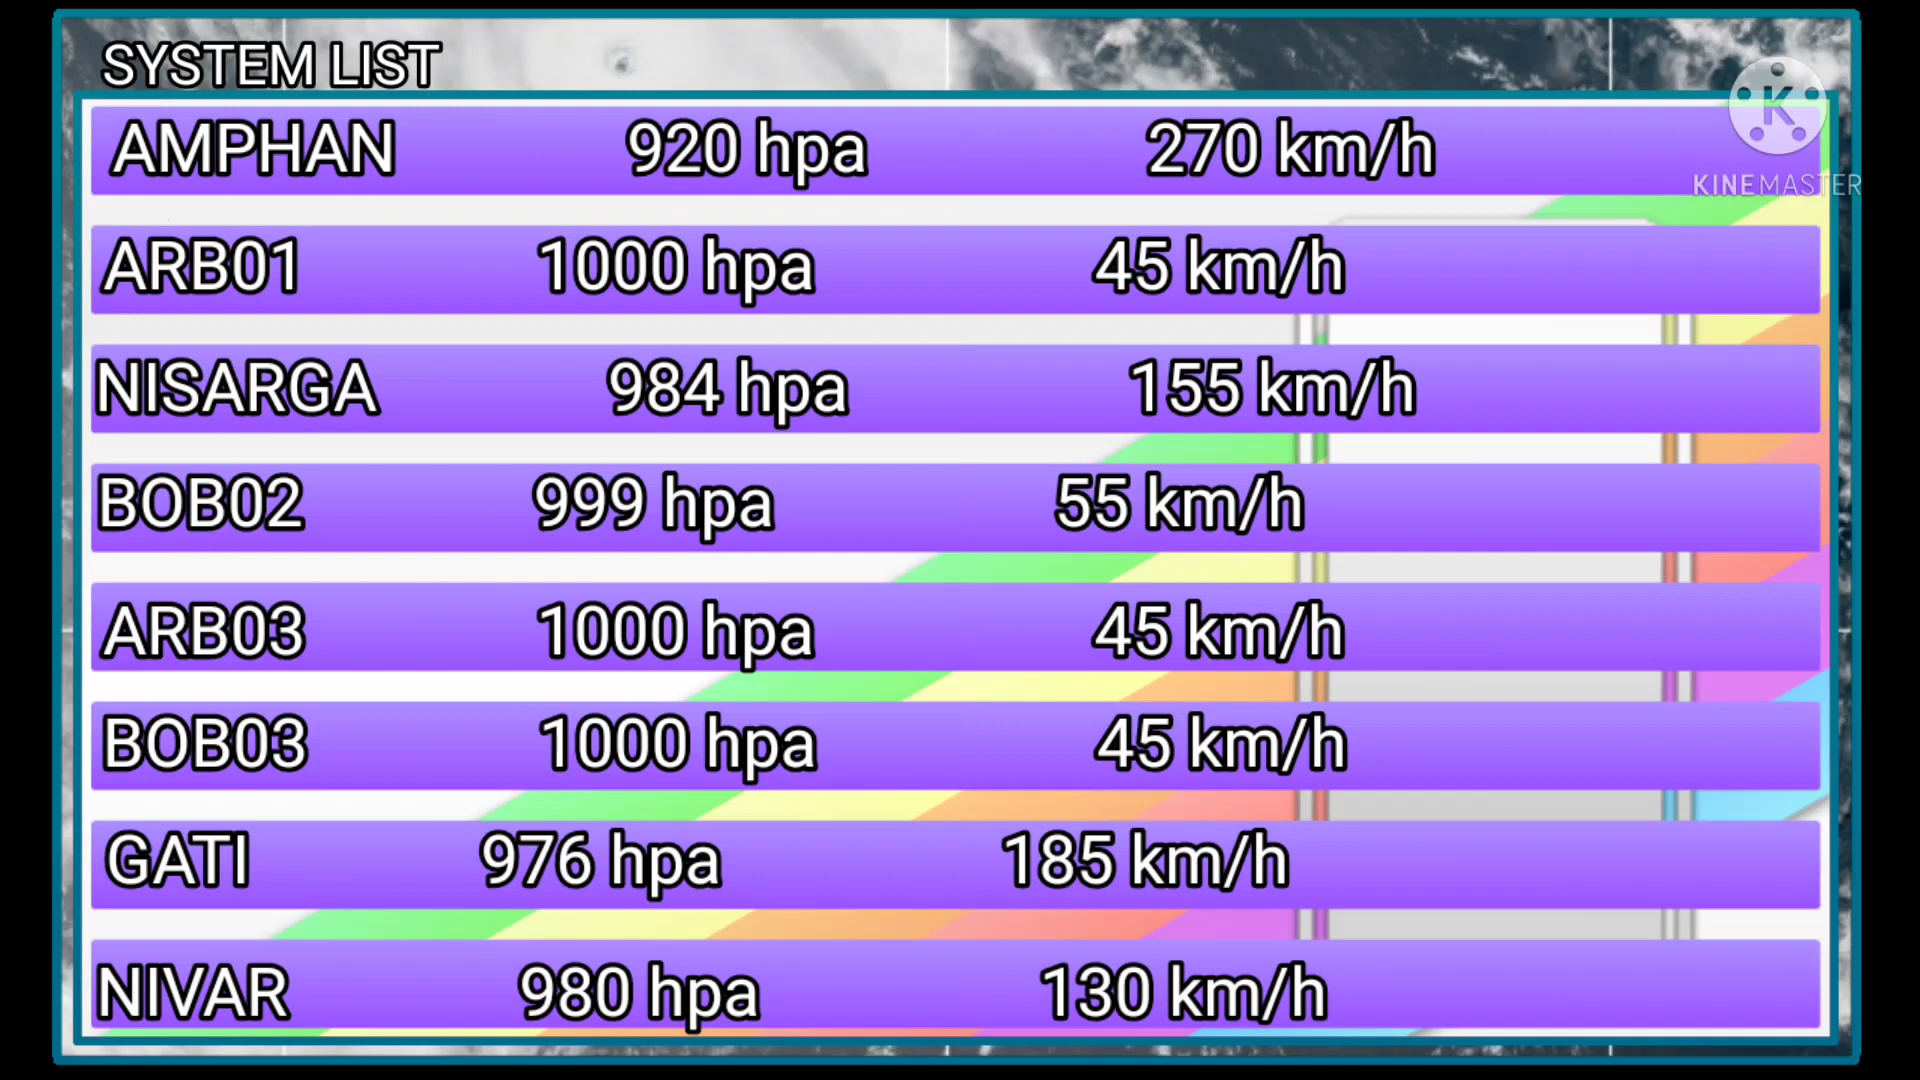 SYSTEM LIST
AMPHAN 920 hpa 270 km/h
K
KINEMASTER
ARB01 1000 hpa 45 km/h
NISARGA 984 hpa 155 km/h
BOB02 999 hpa 55 km/h
ARB03 1000 hpa 45 km/h
BOB03 1000 hpa 45 km/h
GATI 976 hpa 185 km/h
NIVAR 980 hpa 130 km/h